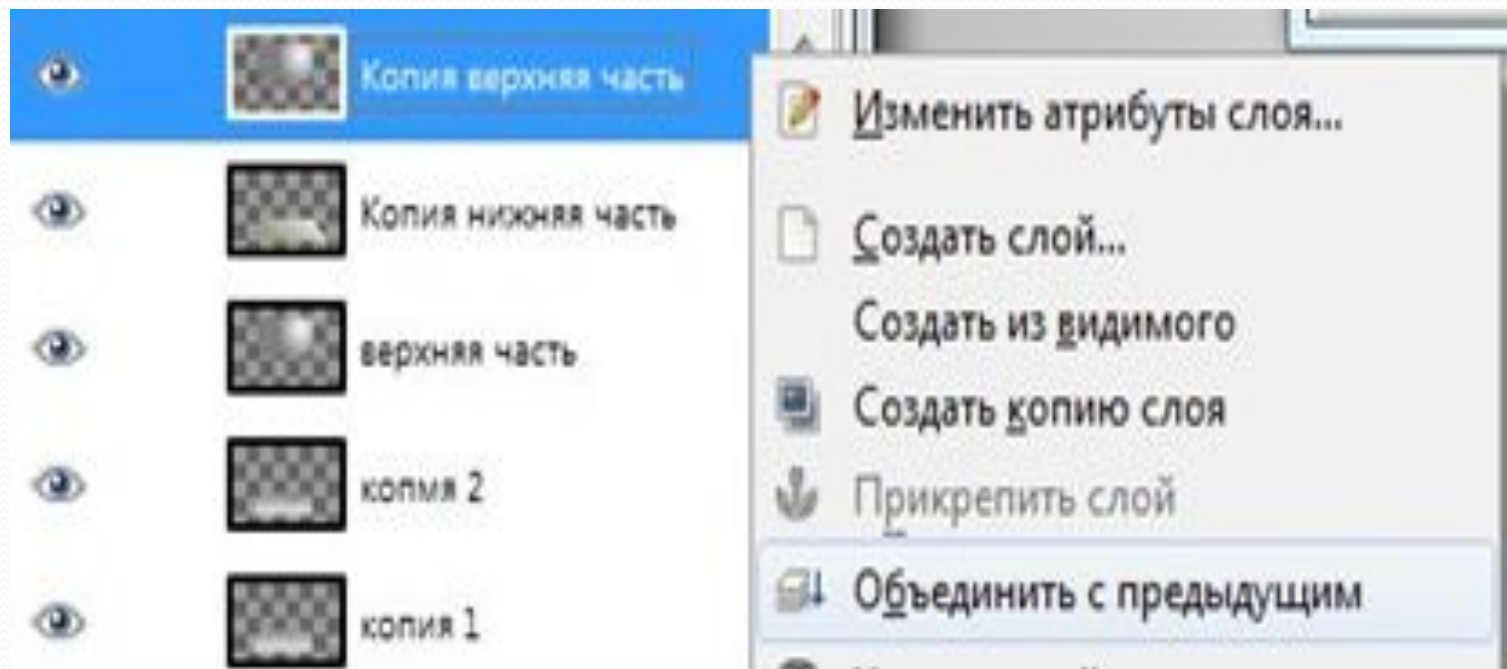 Копия верхняя часть
Копия нижняя часть
верхняя часть
копмя 2
копия 1
Изменить атрибуты слоя...
Создать слой...
Создать из видимого
Создать копию слоя
Прикрепить слой
Объединить с предыдущим